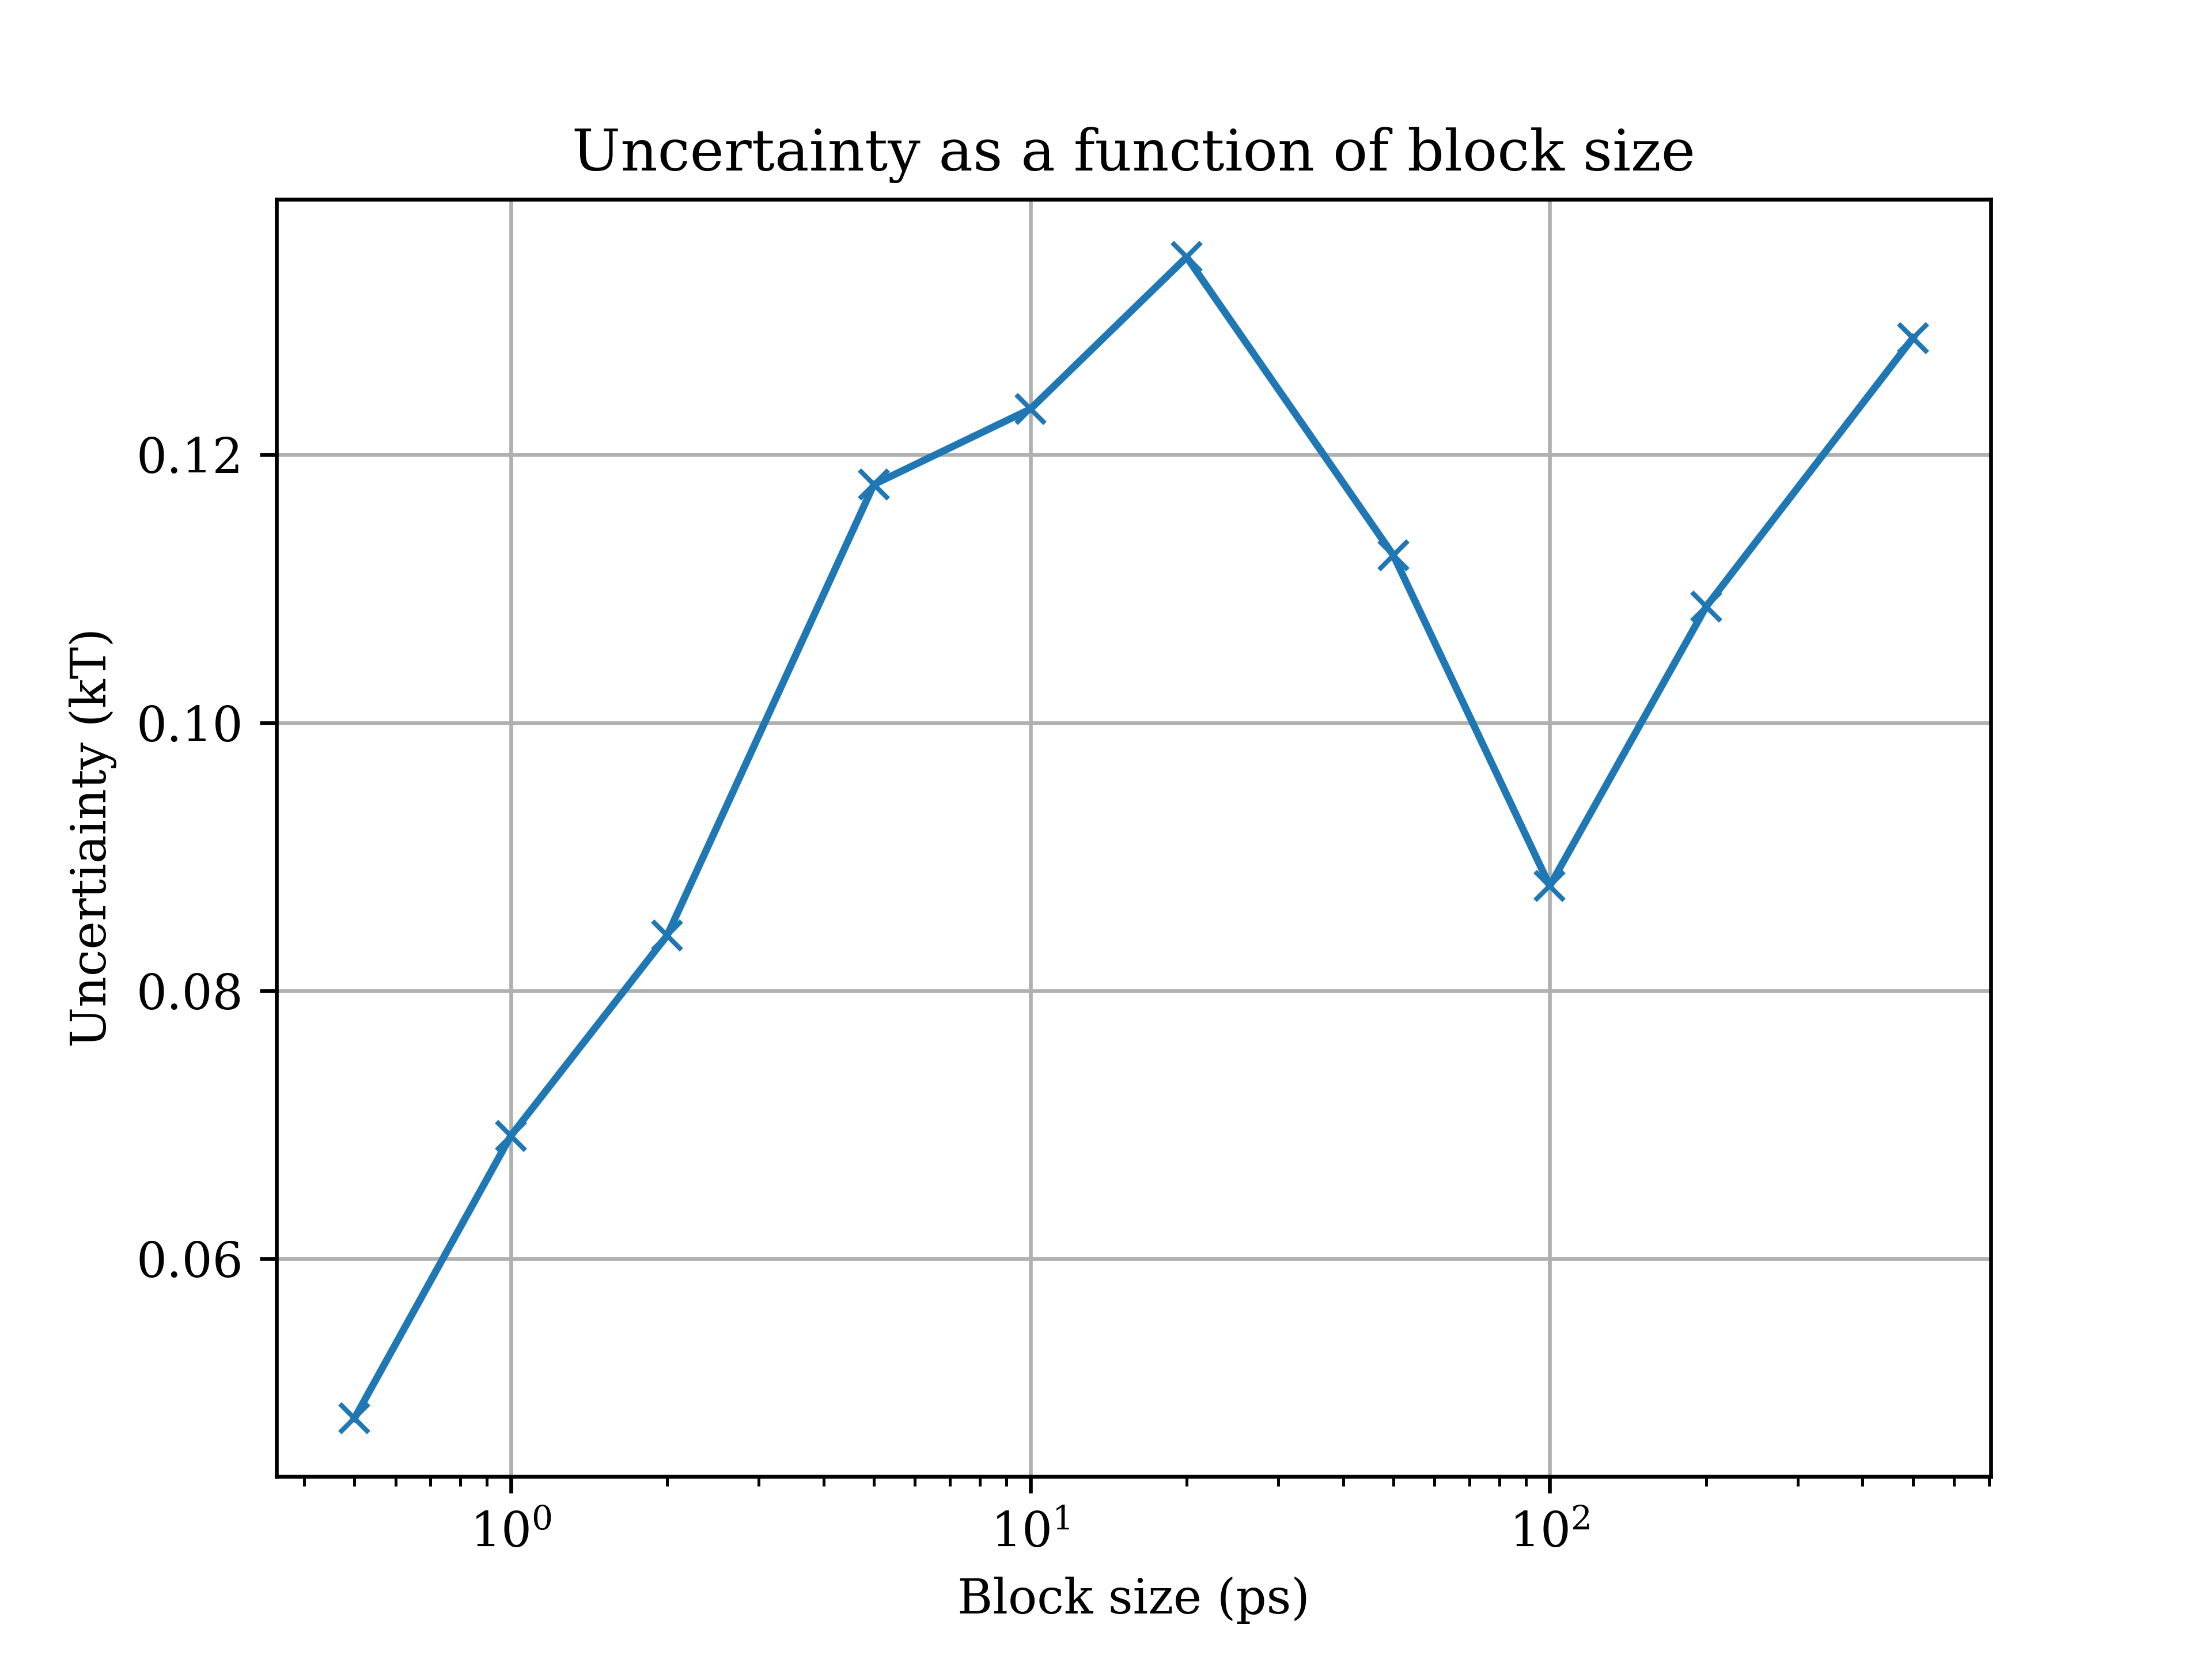 Uncertainty as a function of block size
Uncertiainty (kT)
0.12
0.10
0.08
0.06
10⁰ 10¹ 10²
Block size (ps)